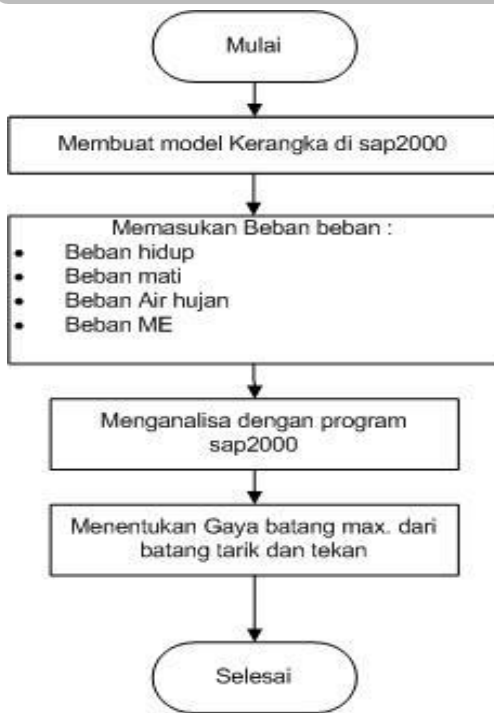 Mulai
Membuat model Kerangka di sap2000
Memasukan Beban beban :
• Beban hidup
• Beban mati
• Beban Air hujan
• Beban ME
Menganalisa dengan program
sap2000
Menentukan Gaya batang max. dari
batang tarik dan tekan
Selesai